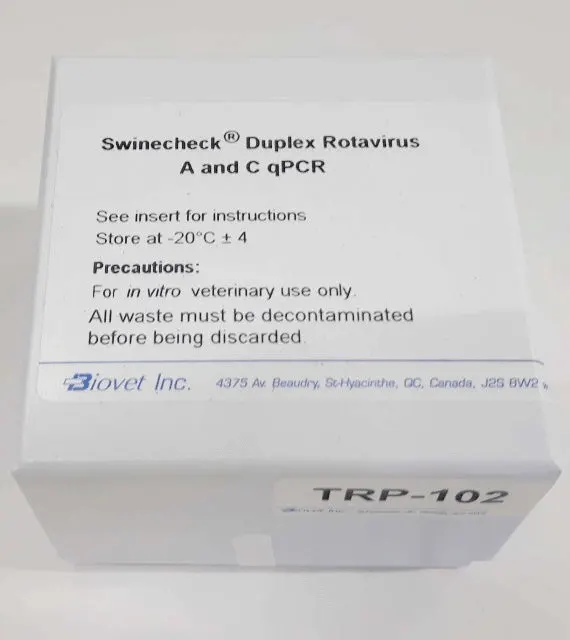 Swinecheck® Duplex Rotavirus
A and C qPCR
See insert for instructions
Store at -20°C ± 4
Precautions:
For in vitro veterinary use only.
All waste must be decontaminated
before being discarded.
Biovet Inc. 4375 Av. Beaudry, St-Hyacinthe, QC, Canada, J2S 8W2
TRP-102
Biovet Inc.